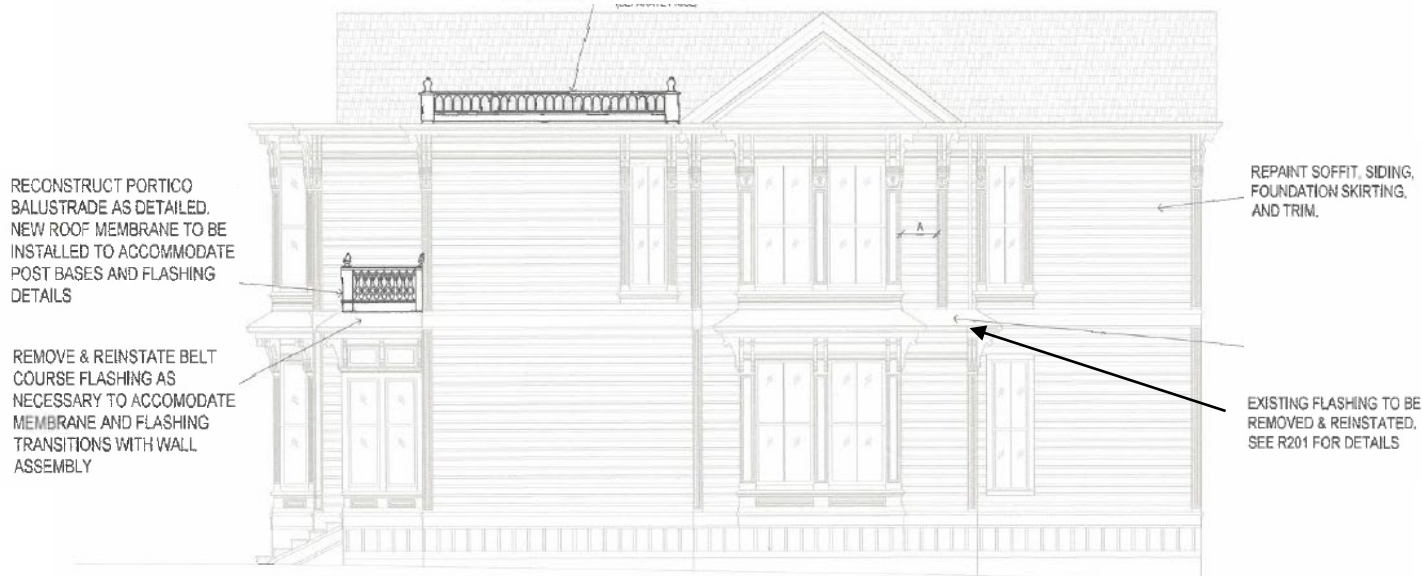 RECONSTRUCT PORTICO
BALUSTRADE AS DETAILED.
NEW ROOF MEMBRANE TO BE
INSTALLED TO ACCOMMODATE
POST BASES AND FLASHING
DETAILS
REMOVE & REINSTATE BELT
COURSE FLASHING AS
NECESSARY TO ACCOMODATE
MEMBRANE AND FLASHING
TRANSITIONS WITH WALL
ASSEMBLY
A
REPAINT SOFFIT, SIDING,
FOUNDATION SKIRTING,
AND TRIM.
EXISTING FLASHING TO BE
REMOVED & REINSTATED.
SEE R201 FOR DETAILS